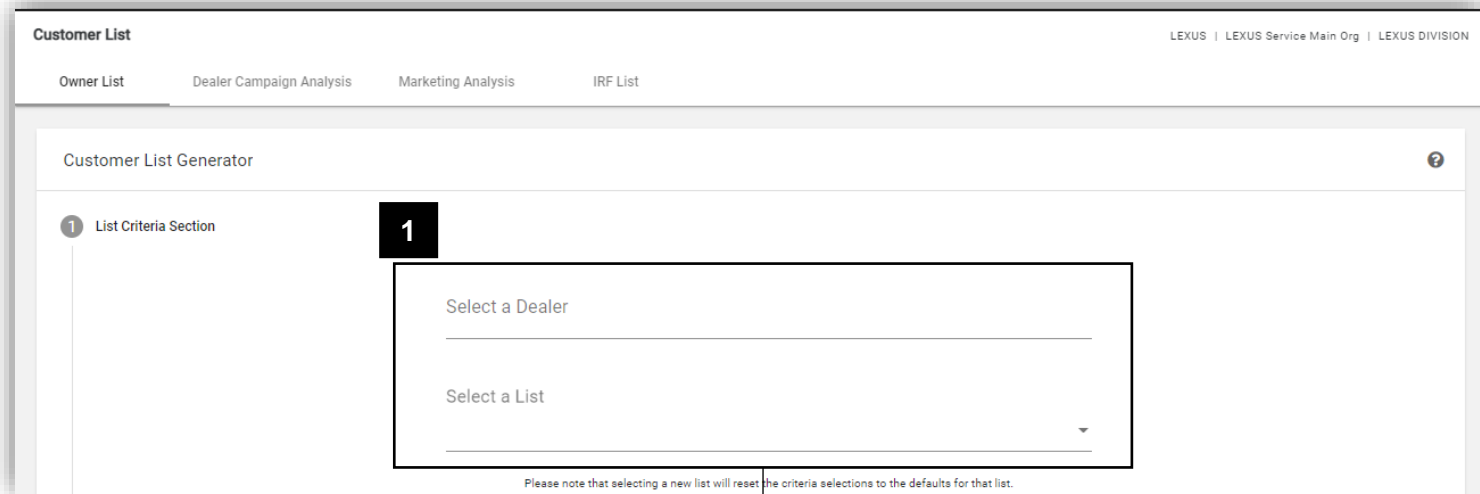 Customer List
LEXUS | LEXUS Service Main Org | LEXUS DIVISION
Owner List Dealer Campaign Analysis Marketing Analysis IRF List
Customer List Generator ?
1 List Criteria Section
1
Select a Dealer
Select a List
Please note that selecting a new list will reset the criteria selections to the defaults for that list.